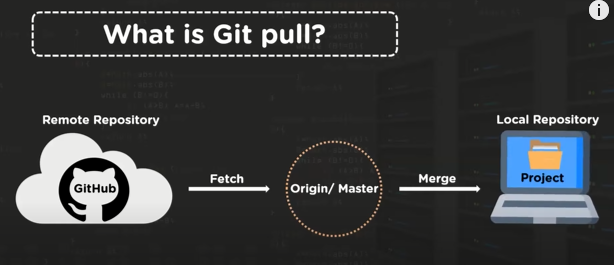 What is Git pull?
Remote Repository
Local Repository
GitHub
Fetch
Origin/ Master
Merge
Project